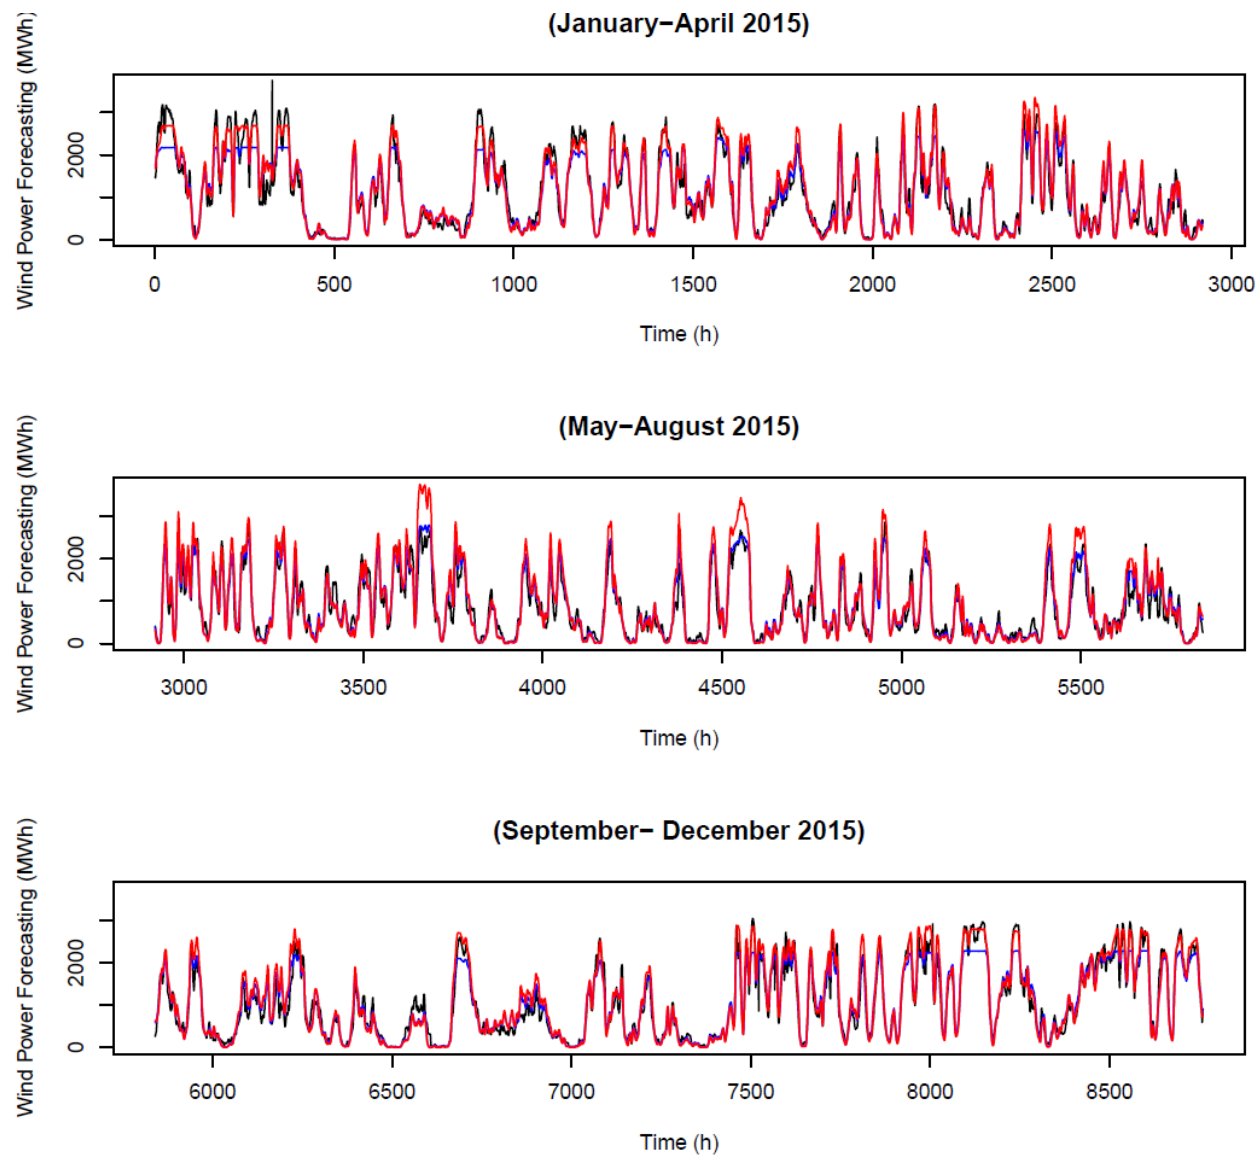 (January−April 2015)
Wind Power Forecasting (MWh)
2000
0
0 500 1000 1500 2000 2500 3000
Time (h)
(May−August 2015)
Wind Power Forecasting (MWh)
2000
0
3000 3500 4000 4500 5000 5500
Time (h)
(September− December 2015)
Wind Power Forecasting (MWh)
2000
0
6000 6500 7000 7500 8000 8500
Time (h)